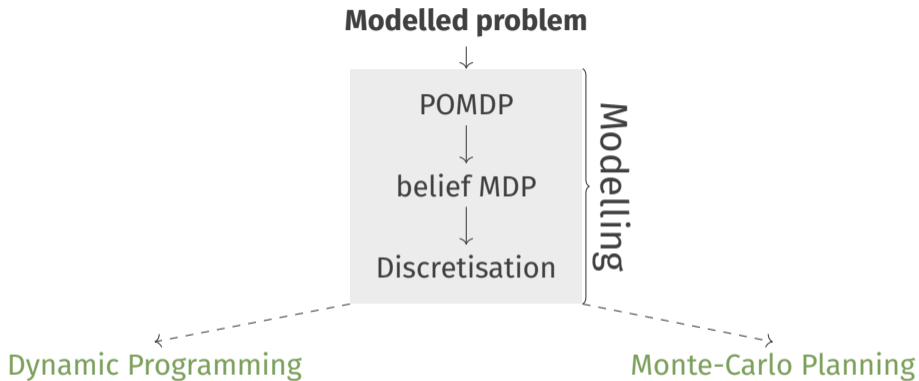 Modelled problem
POMDP
belief MDP
Discretisation
Modelling
Dynamic Programming
Monte-Carlo Planning